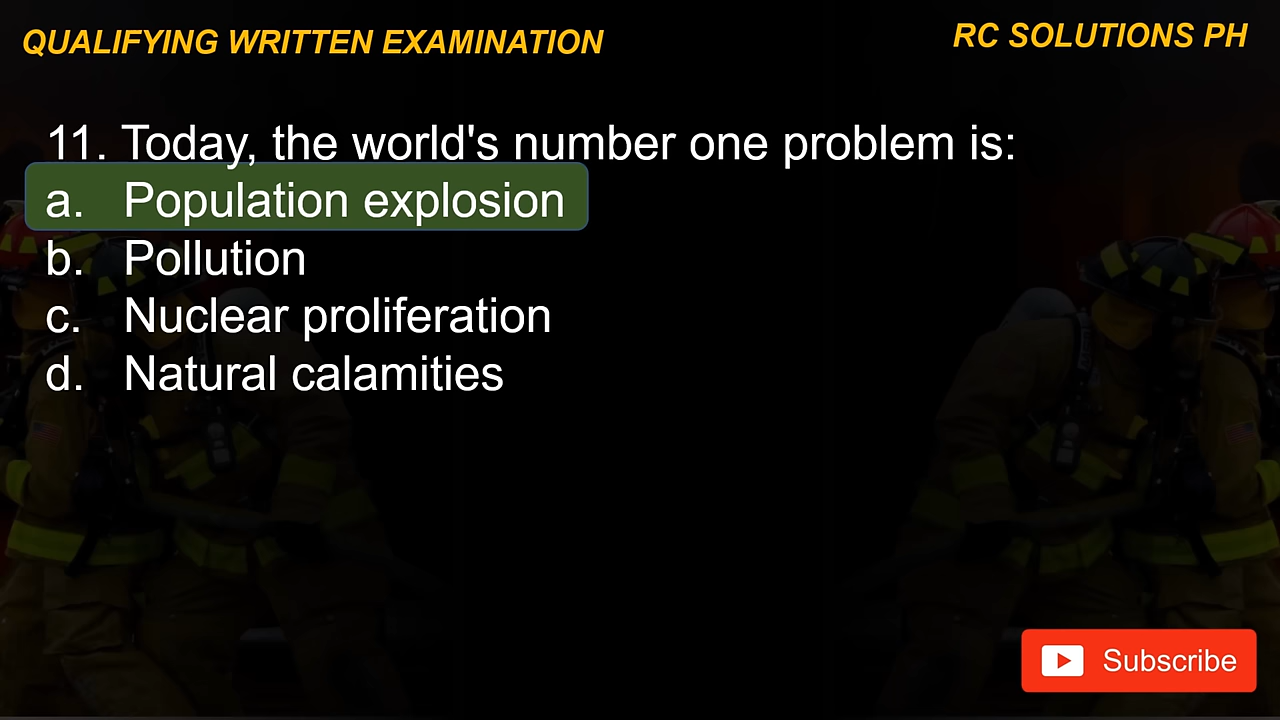 QUALIFYING WRITTEN EXAMINATION
RC SOLUTIONS PH
11. Today, the world's number one problem is:
a. Population explosion
b. Pollution
c. Nuclear proliferation
d. Natural calamities
Subscribe